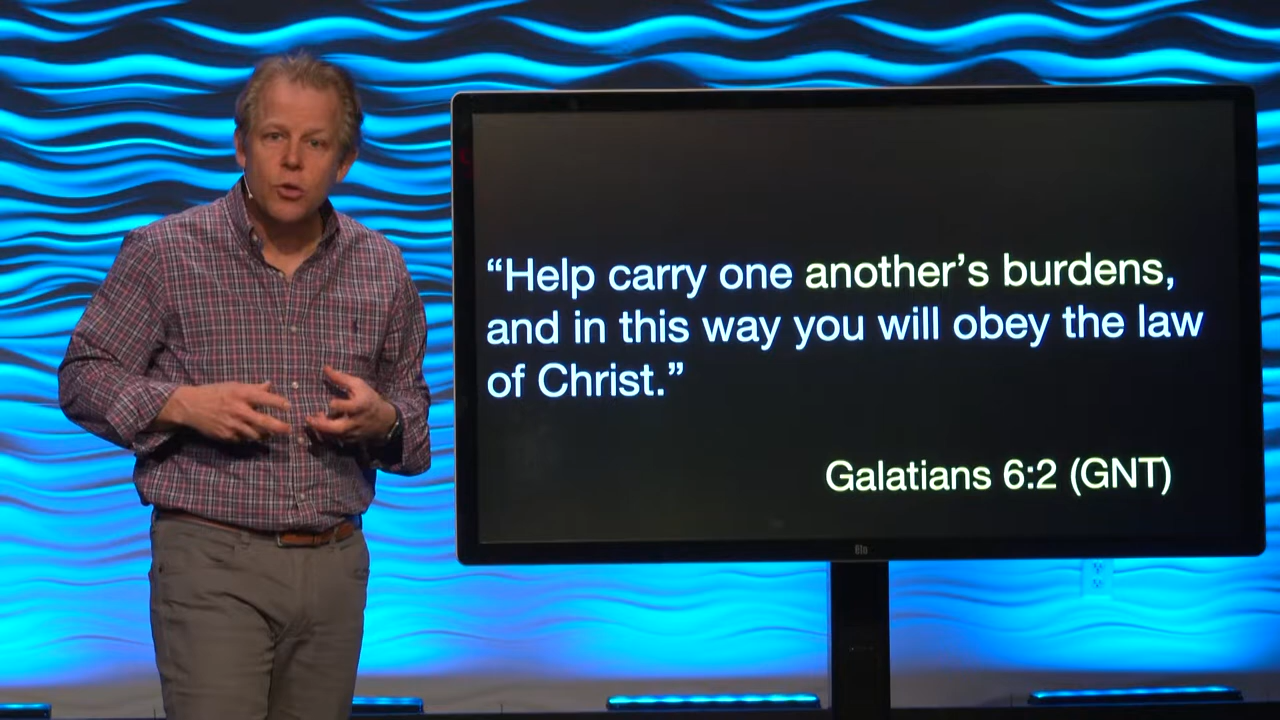 “Help carry one another’s burdens,
and in this way you will obey the law
of Christ.”
Galatians 6:2 (GNT)
Elo